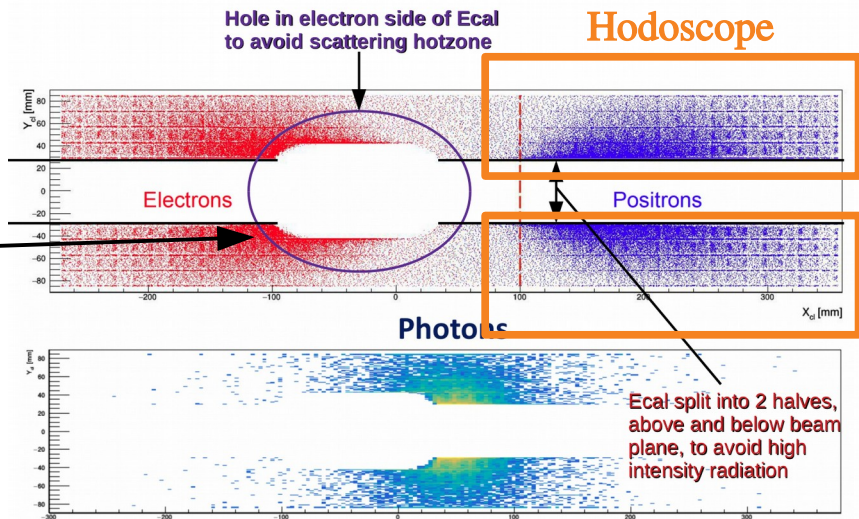 Hole in electron side of Ecal
to avoid scattering hotzone
Hodoscope
Y_cl [mm]
80
60
40
20
0
−20
−40
−60
−80
Electrons
Positrons
−200
−100
0
100
200
300
X_cl [mm]
Photons
Y_cl [mm]
80
60
40
20
0
−20
−40
−60
−80
Ecal split into 2 halves,
above and below beam
plane, to avoid high
intensity radiation
−300
−200
−100
0
100
200
300